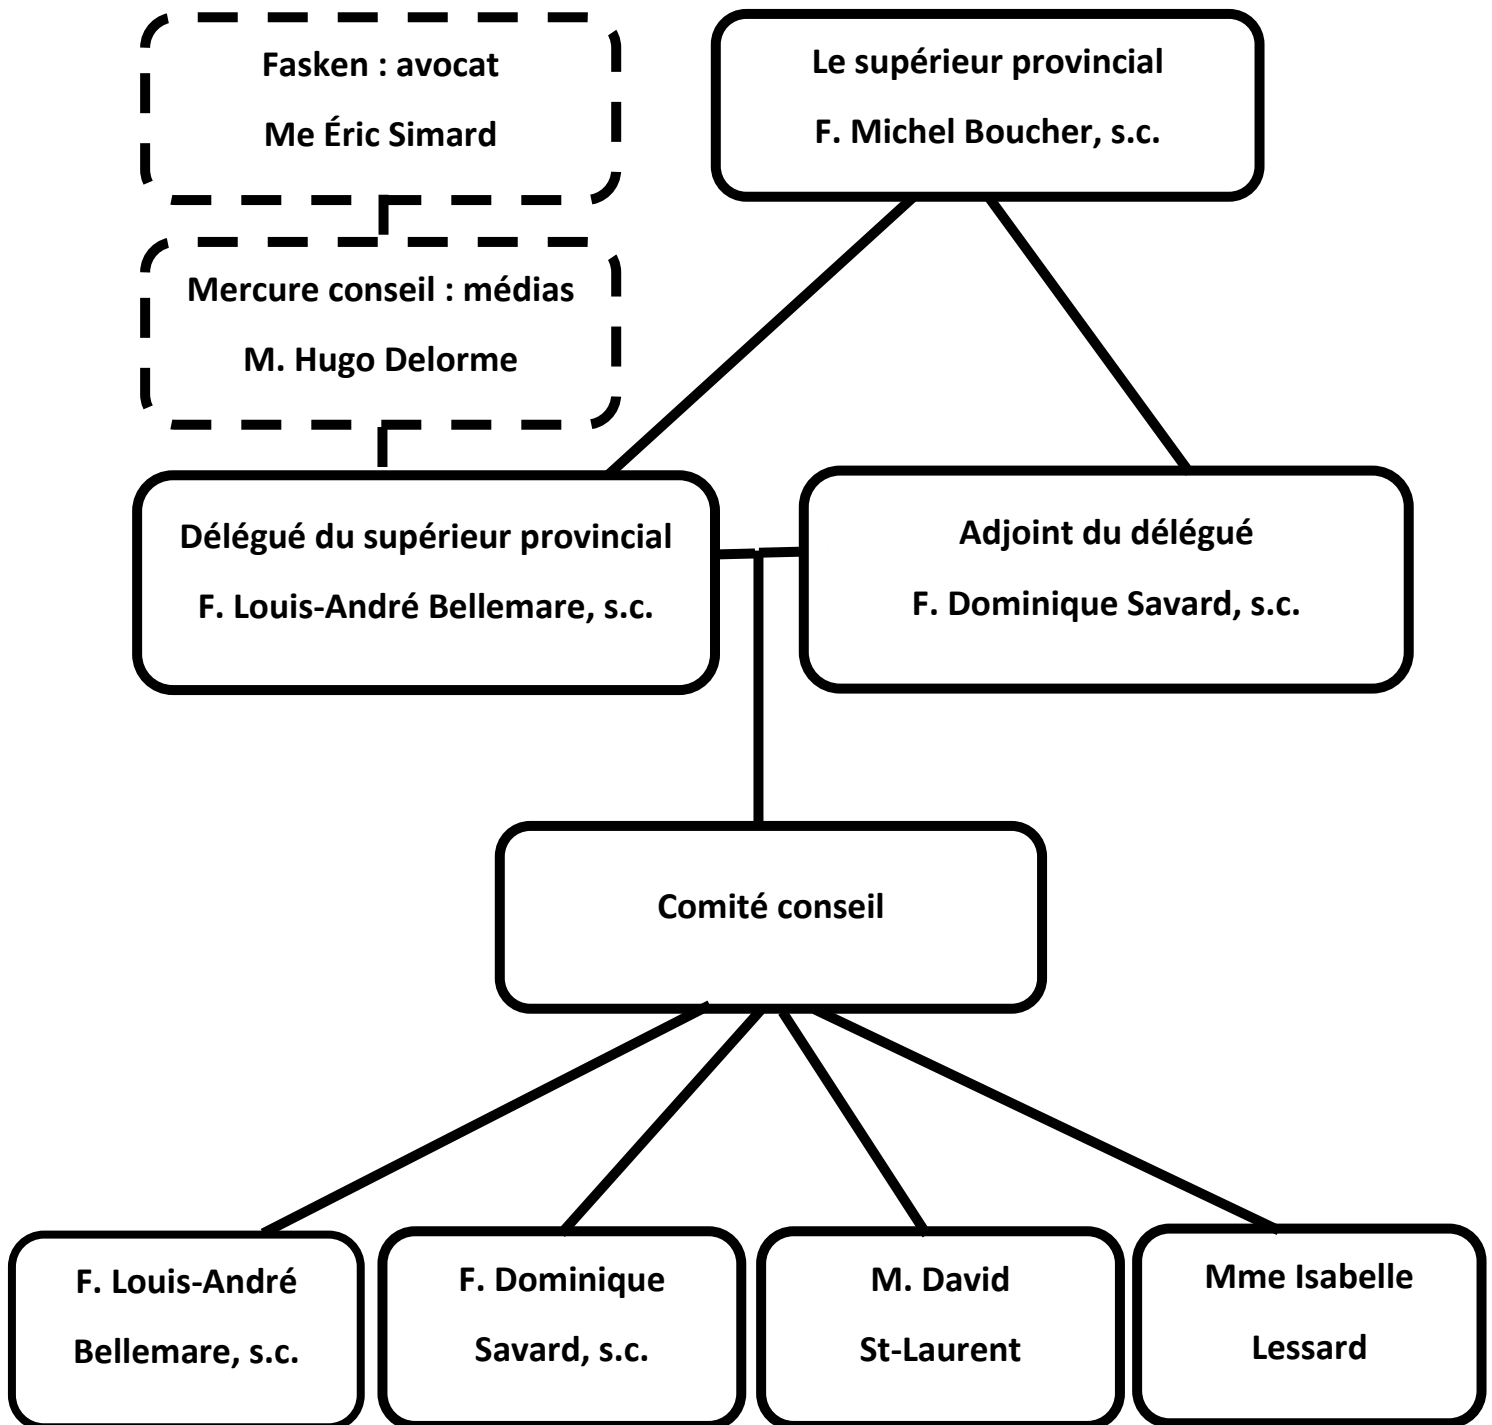 Fasken : avocat
Me Éric Simard
Le supérieur provincial
F. Michel Boucher, s.c.
Mercure conseil : médias
M. Hugo Delorme
Délégué du supérieur provincial
F. Louis-André Bellemare, s.c.
Adjoint du délégué
F. Dominique Savard, s.c.
Comité conseil
F. Louis-André
Bellemare, s.c.
F. Dominique
Savard, s.c.
M. David
St-Laurent
Mme Isabelle
Lessard